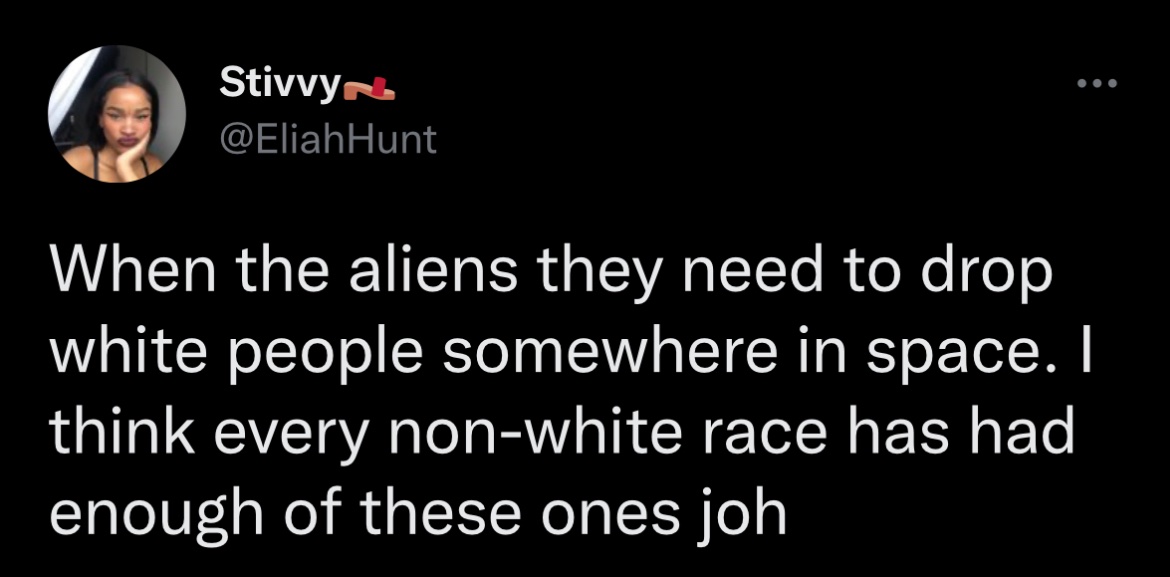 Stivvy👡
@EliahHunt
When the aliens they need to drop
white people somewhere in space. I
think every non-white race has had
enough of these ones joh